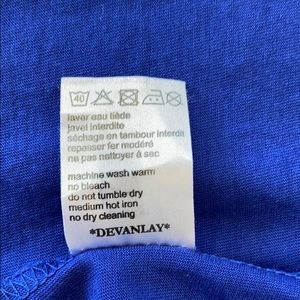 40
laver eau tiède
javel interdite
séchage en tambour interdit
repasser fer modéré
ne pas nettoyer à sec
machine wash warm
no bleach
do not tumble dry
medium hot iron
no dry cleaning
*DEVANLAY*